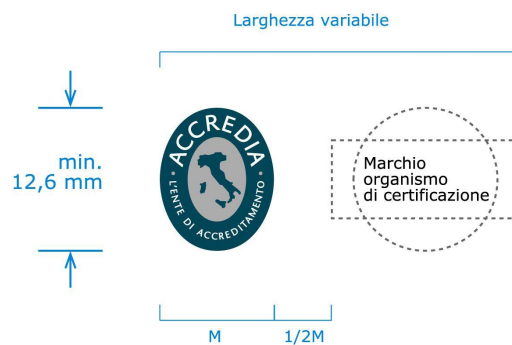 Larghezza variabile
min.
12,6 mm
ACCREDIA
L'ENTE DI ACCREDITAMENTO
Marchio
organismo
di certificazione
M
1/2M